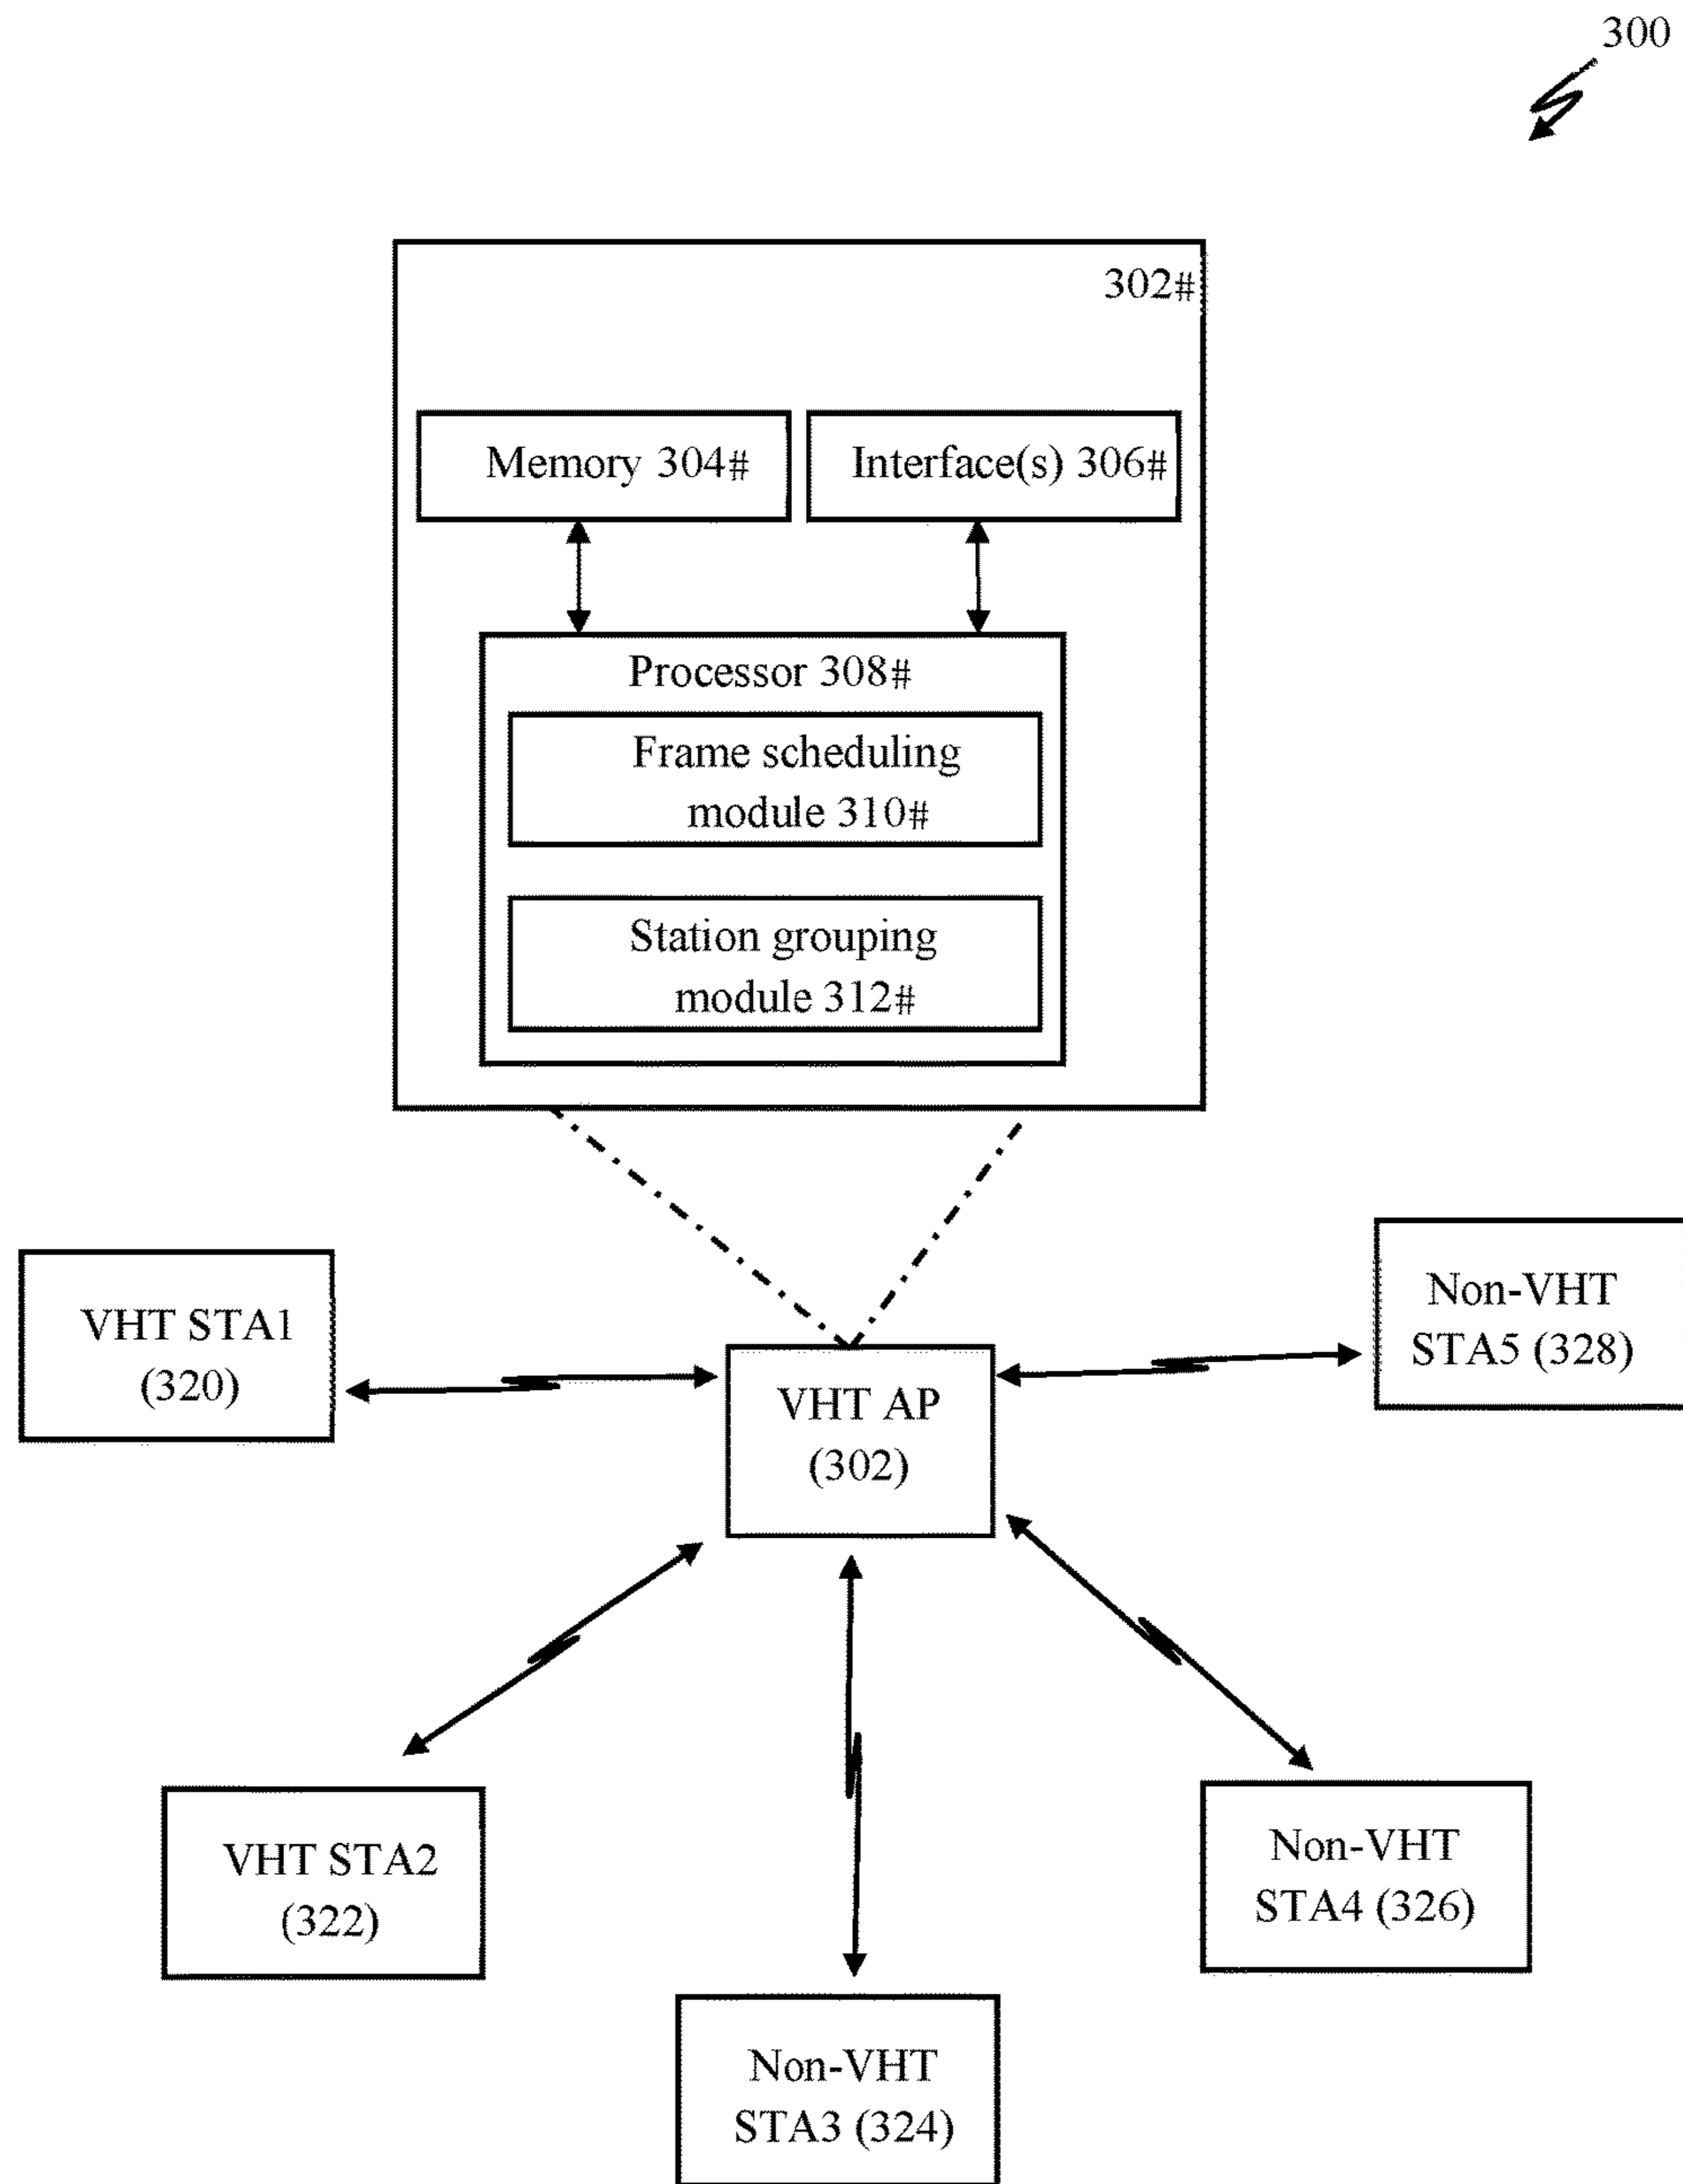 300
302#
Memory 304#
Interface(s) 306#
Processor 308#
Frame scheduling
module 310#
Station grouping
module 312#
VHT STA1
(320)
VHT AP
(302)
Non-VHT
STA5 (328)
VHT STA2
(322)
Non-VHT
STA4 (326)
Non-VHT
STA3 (324)